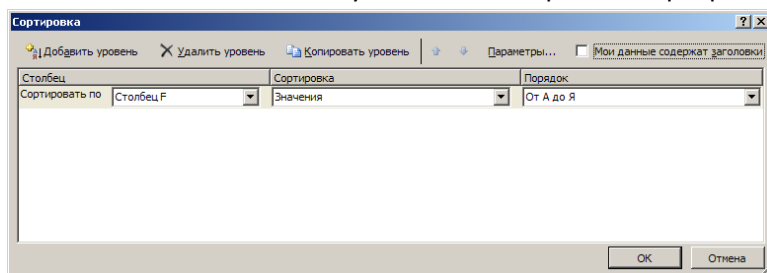 Сортировка
Добавить уровень Удалить уровень Копировать уровень Параметры... Мои данные содержат заголовки
Столбец Сортировка Порядок
Сортировать по Столбец F Значения От А до Я
ОК Отмена